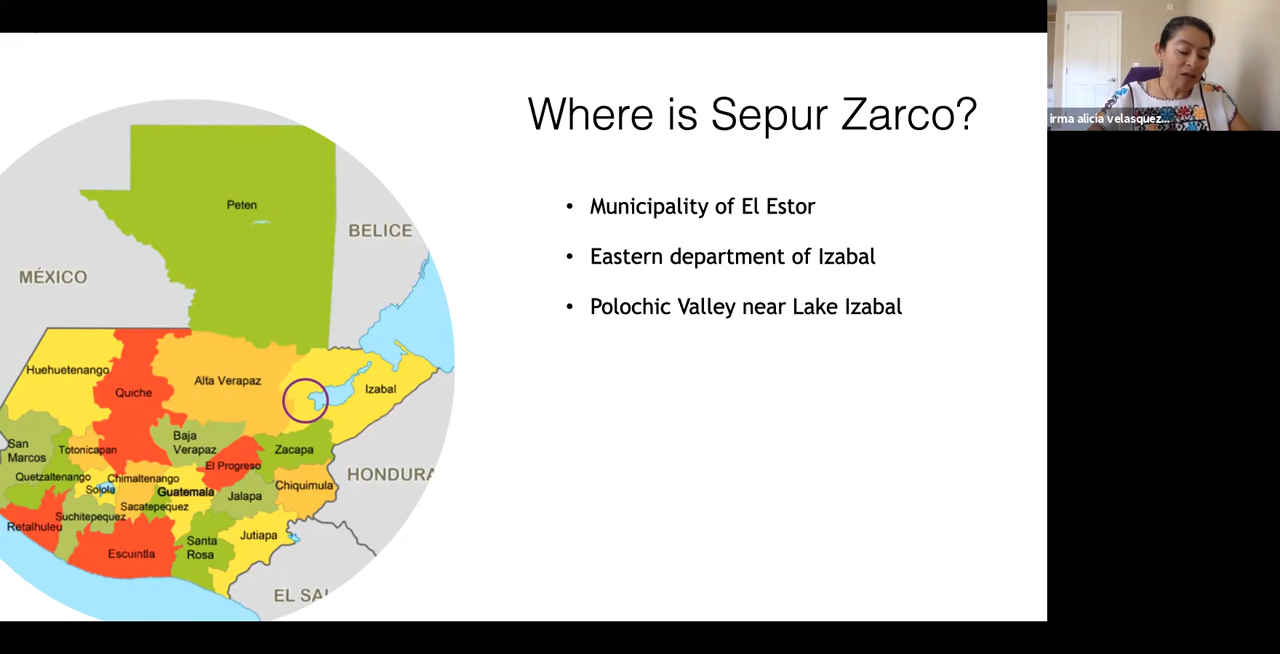 Where is Sepur Zarco?
• Municipality of El Estor
• Eastern department of Izabal
• Polochic Valley near Lake Izabal
Peten
BELICE
MÉXICO
Huehuetenango
Quiche
Alta Verapaz
Izabal
San
Marcos
Totonicapan
Baja
Verapaz
El Progreso
Zacapa
Quetzaltenango
Chimaltenango
Solola
Guatemala
Jalapa
Chiquimula
HONDURA
Sacatepequez
Suchitepequez
Retalhuleu
Escuintla
Santa
Rosa
Jutiapa
EL SAL
irma alicia velasquez...